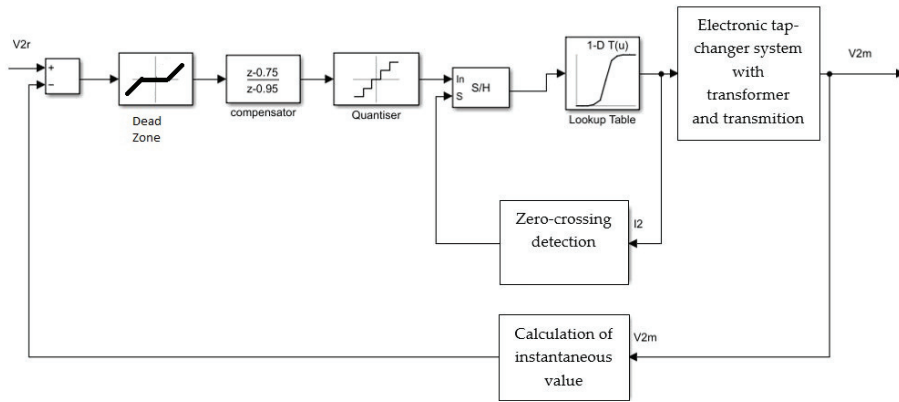 V2r
+
−
Dead
Zone
z-0.75
z-0.95
compensator
Quantiser
In
S
S/H
1-D T(u)
Lookup Table
Electronic tap-
changer system
with
transformer
and transmition
V2m
Zero-crossing
detection
I2
Calculation of
instantaneous
value
V2m